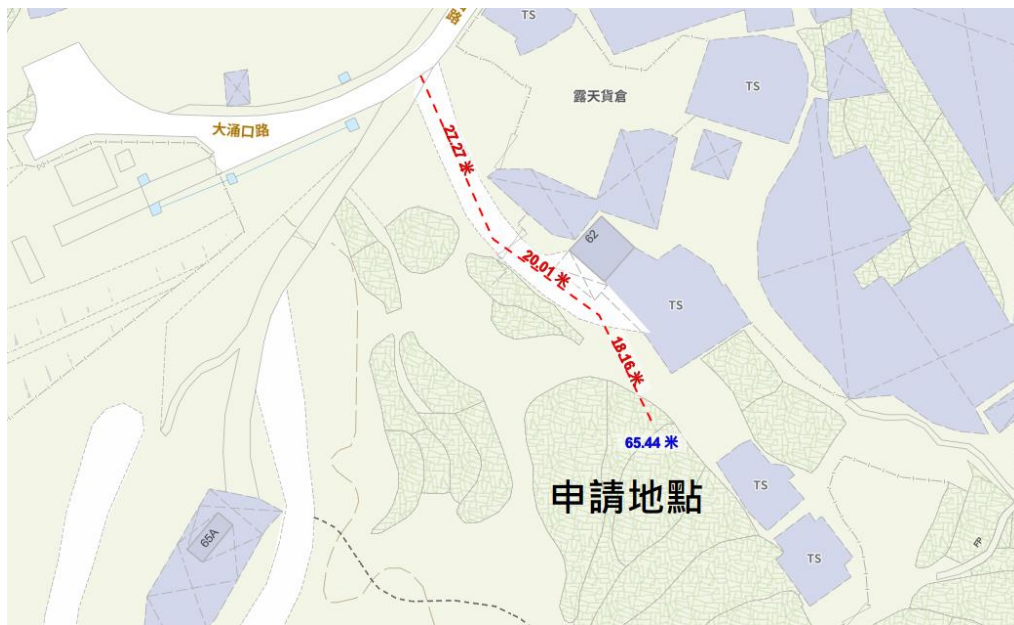 路
TS
TS
露天貨倉
大涌口路
27.27 米
62
20.01 米
TS
18.16 米
65.44 米
申請地點
TS
65A
TS
FP